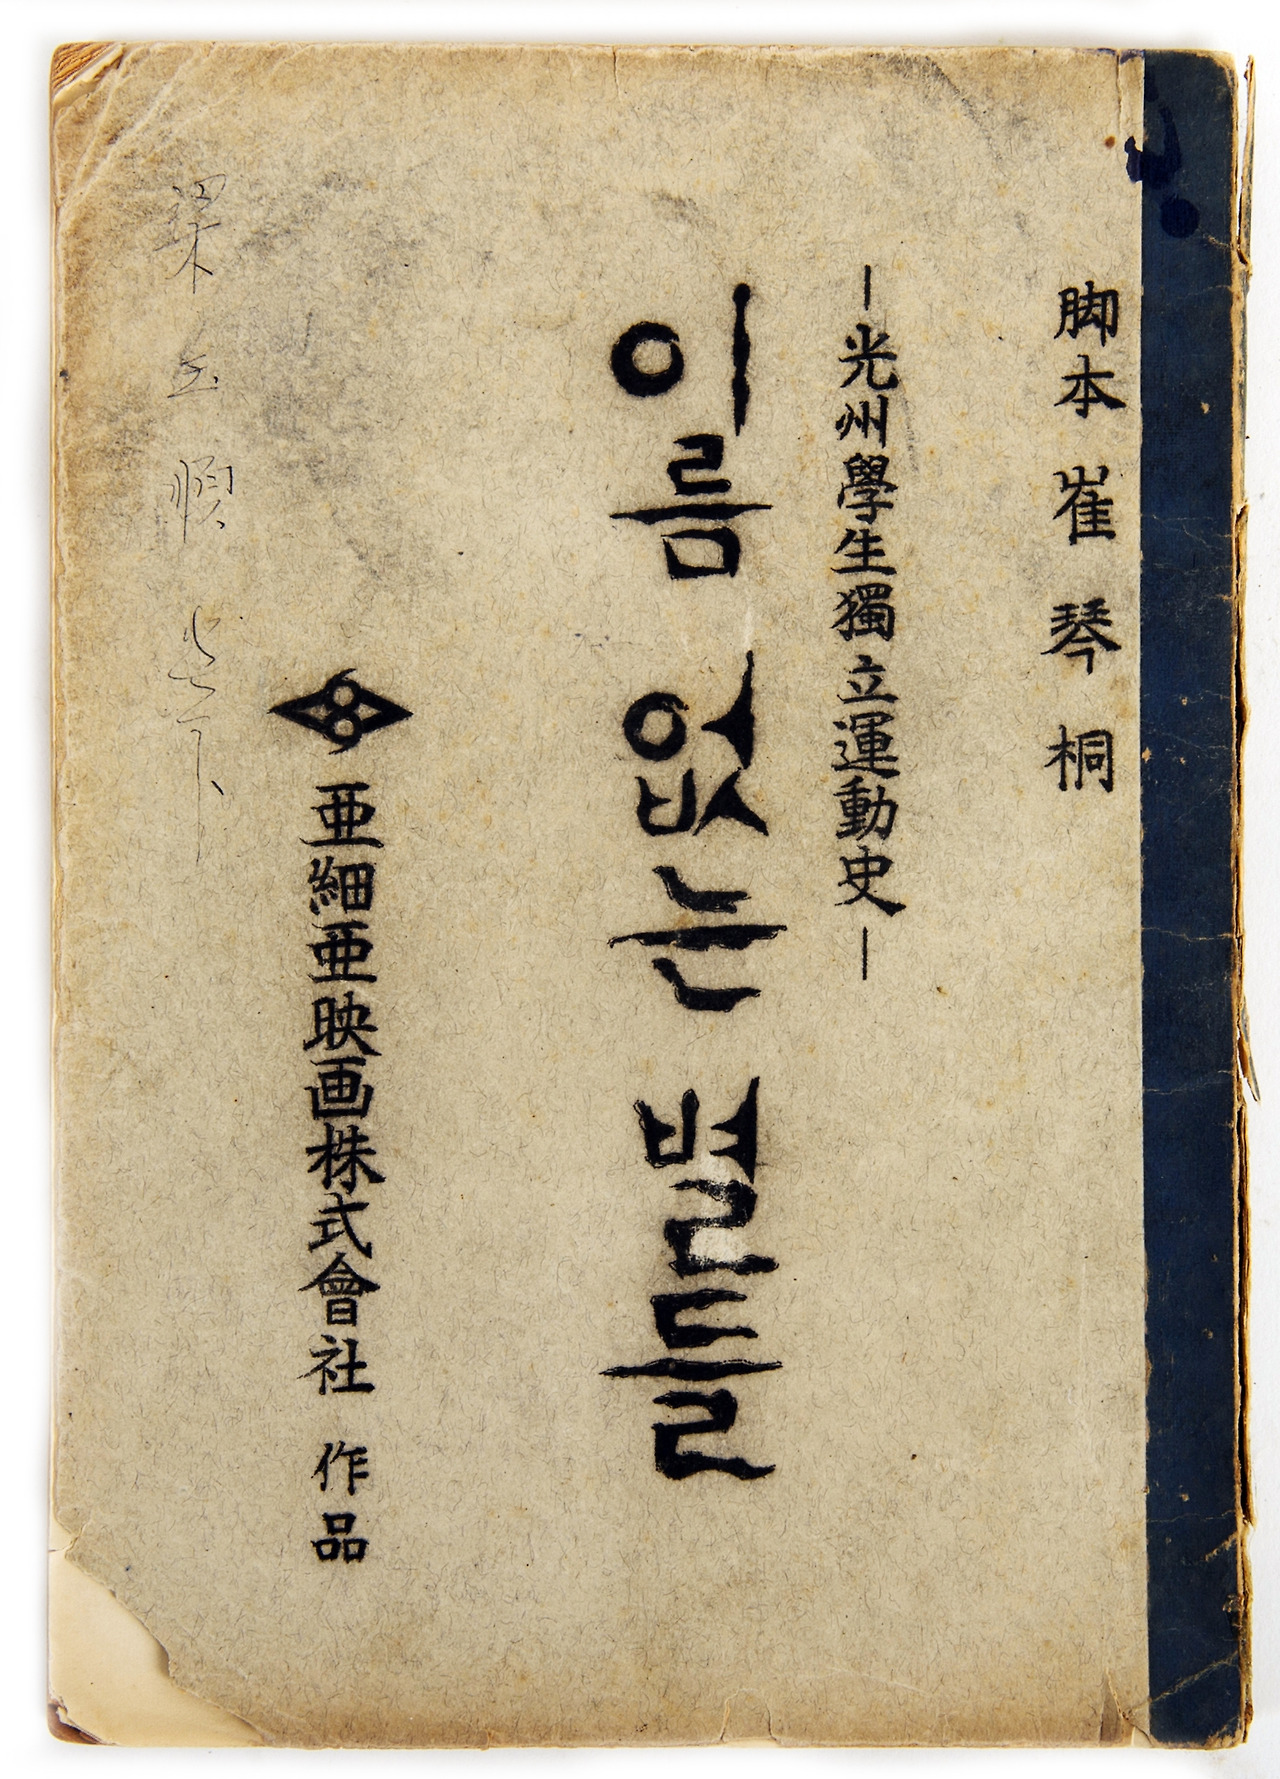 脚本 崔琴桐
―光州學生獨立運動史―
이름 없는 별들
亜細亜映画株式會社 作品